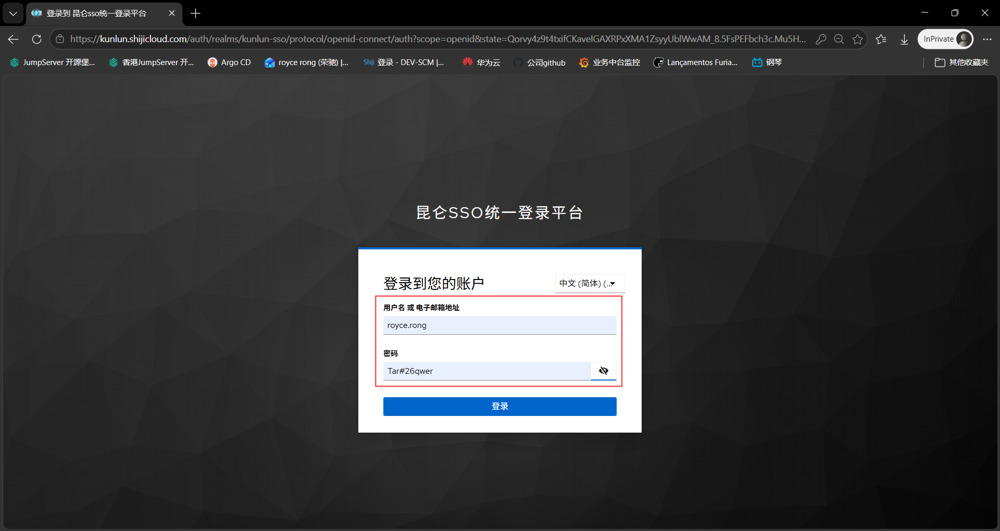 登录到 昆仑sso统一登录平台
https://kunlun.shijicloud.com/auth/realms/kunlun-sso/protocol/openid-connect/auth?scope=openid&state=Qorvy4z9t4txifCKaveIGAXRPxXMA1ZsyyUblWwAM_8.5FsPEFbch3c.Mu5H...
InPrivate
JumpServer 开源堡... 香港JumpServer 开... Argo CD royce rong (荣驰) |... Shiji 登录 - DEV-SCM |... 华为云 公司github 业务中台监控 Lançamentos Furia... 钢琴 其他收藏夹
昆仑SSO统一登录平台
登录到您的账户
中文 (简体) (...
用户名 或 电子邮箱地址
royce.rong
密码
Tar#26qwer
登录